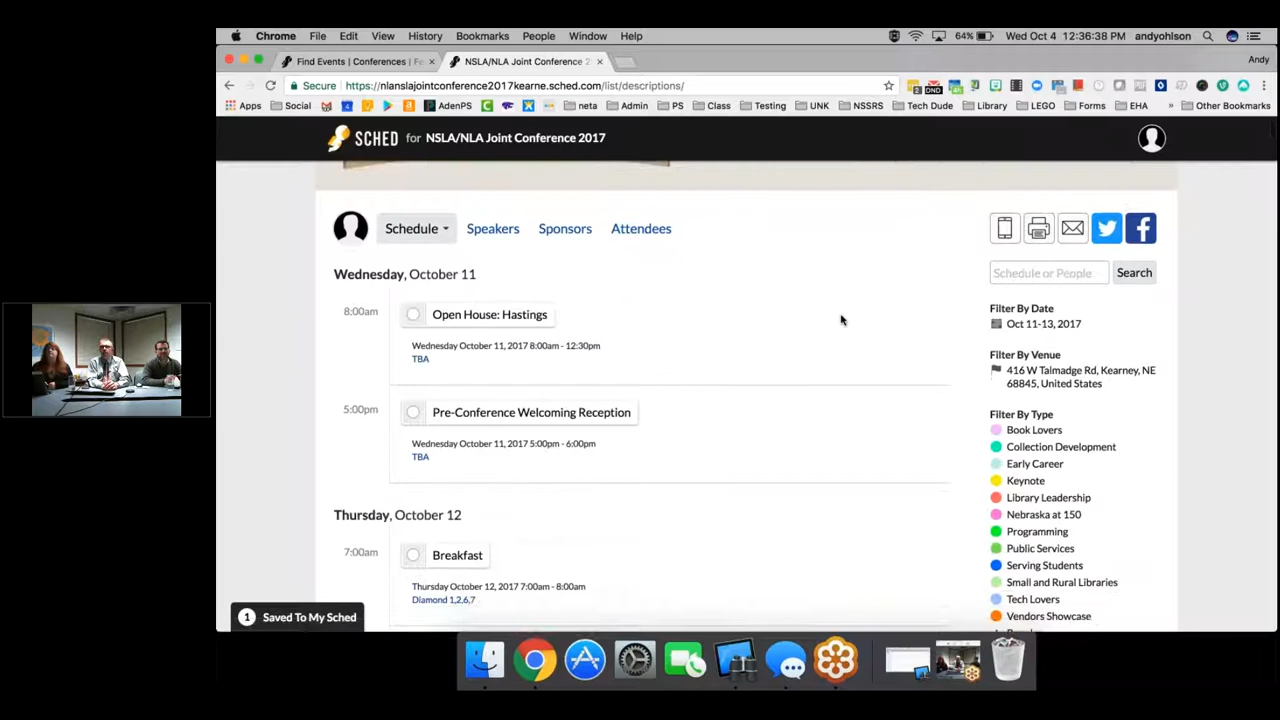 Chrome File Edit View History Bookmarks People Window Help 64% Wed Oct 4 12:36:38 PM andyohlson
Find Events | Conferences | Fe × NSLA/NLA Joint Conference 2 × Andy
Secure https://nlanslajointconference2017kearne.sched.com/list/descriptions/
Apps Social AdenPS neta Admin PS Class Testing UNK NSSRS Tech Dude Library LEGO Forms EHA » Other Bookmarks
SCHED for NSLA/NLA Joint Conference 2017
Schedule Speakers Sponsors Attendees
Schedule or People Search
Wednesday, October 11
8:00am Open House: Hastings
Wednesday October 11, 2017 8:00am - 12:30pm
TBA
5:00pm Pre-Conference Welcoming Reception
Wednesday October 11, 2017 5:00pm - 6:00pm
TBA
Thursday, October 12
7:00am Breakfast
Thursday October 12, 2017 7:00am - 8:00am
Diamond 1,2,6,7
1 Saved To My Sched
Filter By Date
Oct 11-13, 2017
Filter By Venue
416 W Talmadge Rd, Kearney, NE
68845, United States
Filter By Type
Book Lovers
Collection Development
Early Career
Keynote
Library Leadership
Nebraska at 150
Programming
Public Services
Serving Students
Small and Rural Libraries
Tech Lovers
Vendors Showcase